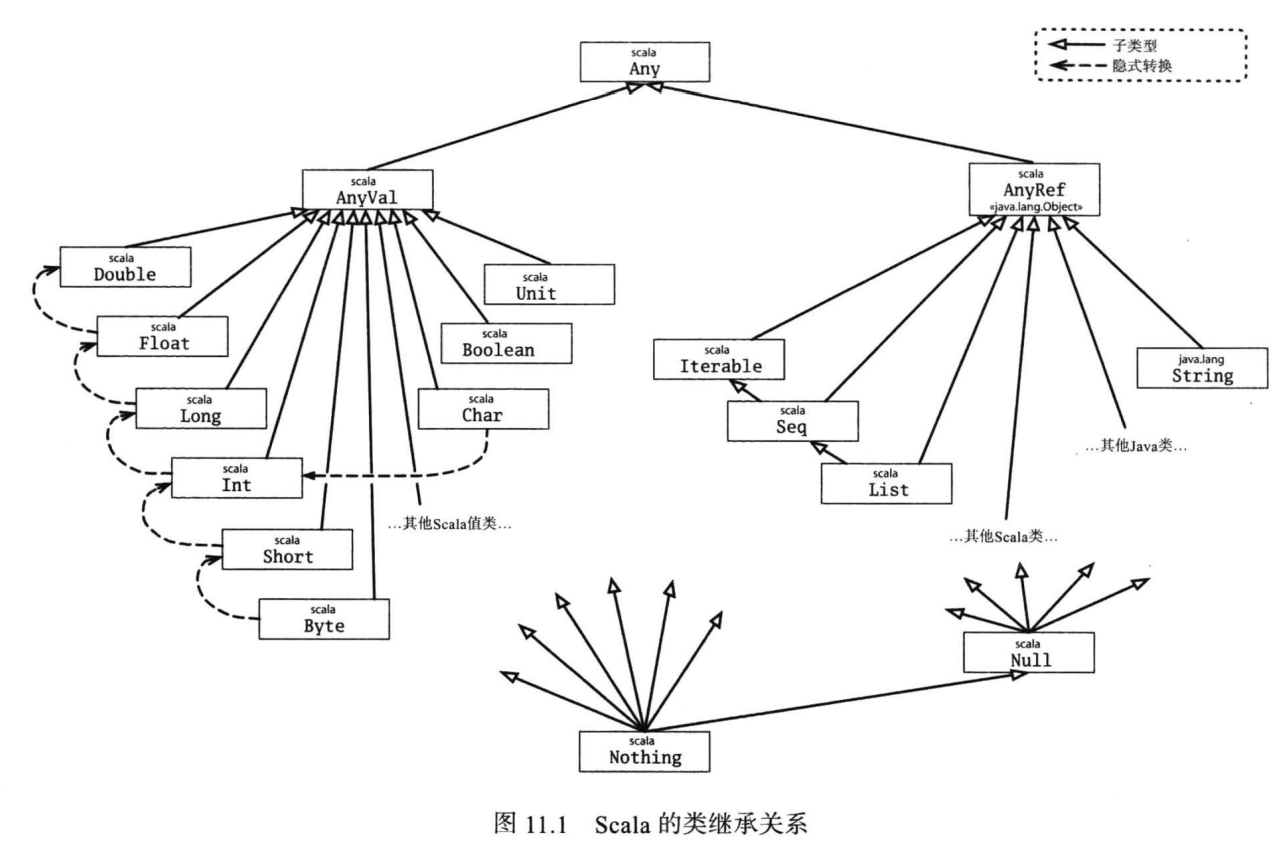 scala
Any
子类型
隐式转换
scala
AnyVal
scala
AnyRef
«java.lang.Object»
scala
Double
scala
Unit
scala
Float
scala
Boolean
scala
Iterable
java.lang
String
scala
Long
scala
Char
scala
Seq
...其他Java类...
scala
Int
scala
List
...其他Scala值类...
...其他Scala类...
scala
Short
scala
Byte
scala
Null
scala
Nothing
图 11.1 Scala 的类继承关系